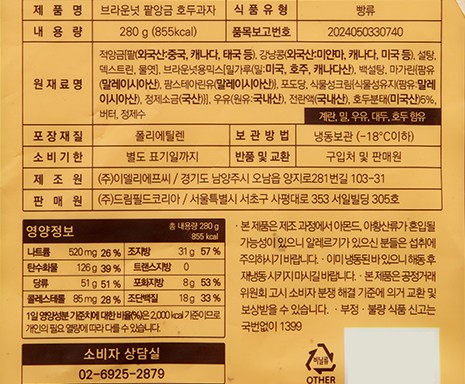 제 품 명 브라운넛 팥앙금 호두과자 식 품 유 형 빵류
내 용 량 280 g (855kcal) 품목보고번호 2024050330740
원 재 료 명 적앙금[팥(외국산:중국, 캐나다, 태국 등), 강낭콩(외국산:미얀마, 캐나다, 미국 등), 설탕,
덱스트린, 물엿], 브라운넛용믹스[밀가루(밀:미국, 호주, 캐나다산), 백설탕, 마가린(팜유
(말레이시아산), 팜스테아린유(말레이시아산)), 포도당, 식물성크림(식물성유지(팜유:말레
이시아산), 정제소금(국산)], 우유(원유:국내산), 전란액(국내산), 호두분태(미국산)5%,
버터, 정제수
계란, 밀, 우유, 대두, 호두 함유
포 장 재 질 폴리에틸렌 보 관 방 법 냉동보관 (-18℃이하)
소 비 기 한 별도 표기일까지 반품 및 교환 구입처 및 판매원
제 조 원 (주)이엘리에프씨 / 경기도 남양주시 오남읍 양지로281번길 103-31
판 매 원 (주)드림필드코리아 / 서울특별시 서초구 사평대로 353 서일빌딩 305호
영양정보 총 내용량 280 g
855 kcal
나트륨 520 mg 26 % 조지방 31 g 57 %
탄수화물 126 g 39 % 트랜스지방 0 g
당류 51 g 51 % 포화지방 8 g 53 %
콜레스테롤 85 mg 28 % 조단백질 18 g 33 %
1일 영양성분 기준치에 대한 비율(%)은 2,000 kcal 기준이므로
개인의 필요 열량에 따라 다를 수 있습니다.
소비자 상담실
02-6925-2879
· 본 제품은 제조 과정에서 아몬드, 아황산류가 혼입될
가능성이 있으니 알레르기가 있으신 분들은 섭취에
주의하시기 바랍니다. · 이미 냉동된 바 있으니 해동 후
재냉동 시키지 마시길 바랍니다. · 본 제품은 공정거래
위원회 고시 소비자 분쟁 해결 기준에 의거 교환 및
보상받을 수 있습니다. · 부정 · 불량 식품 신고는
국번없이 1399
비닐류
OTHER